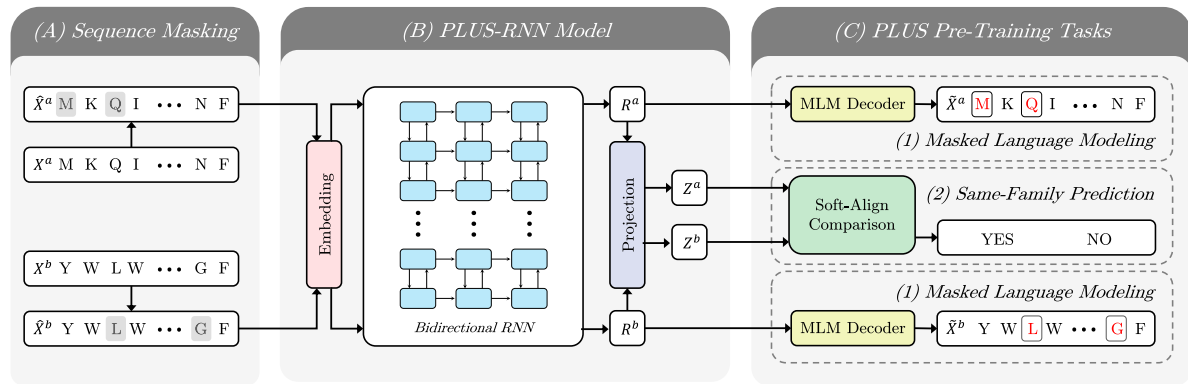 (A) Sequence Masking
X̂ᵃ M K Q I ••• N F
Xᵃ M K Q I ••• N F
Xᵇ Y W L W ••• G F
X̂ᵇ Y W L W ••• G F
(B) PLUS-RNN Model
Embedding
Bidirectional RNN
Rᵃ
Projection
Zᵃ
Zᵇ
Rᵇ
(C) PLUS Pre-Training Tasks
MLM Decoder
X̃ᵃ M K Q I ••• N F
(1) Masked Language Modeling
(2) Same-Family Prediction
Soft-Align
Comparison
YES NO
(1) Masked Language Modeling
MLM Decoder
X̃ᵇ Y W L W ••• G F